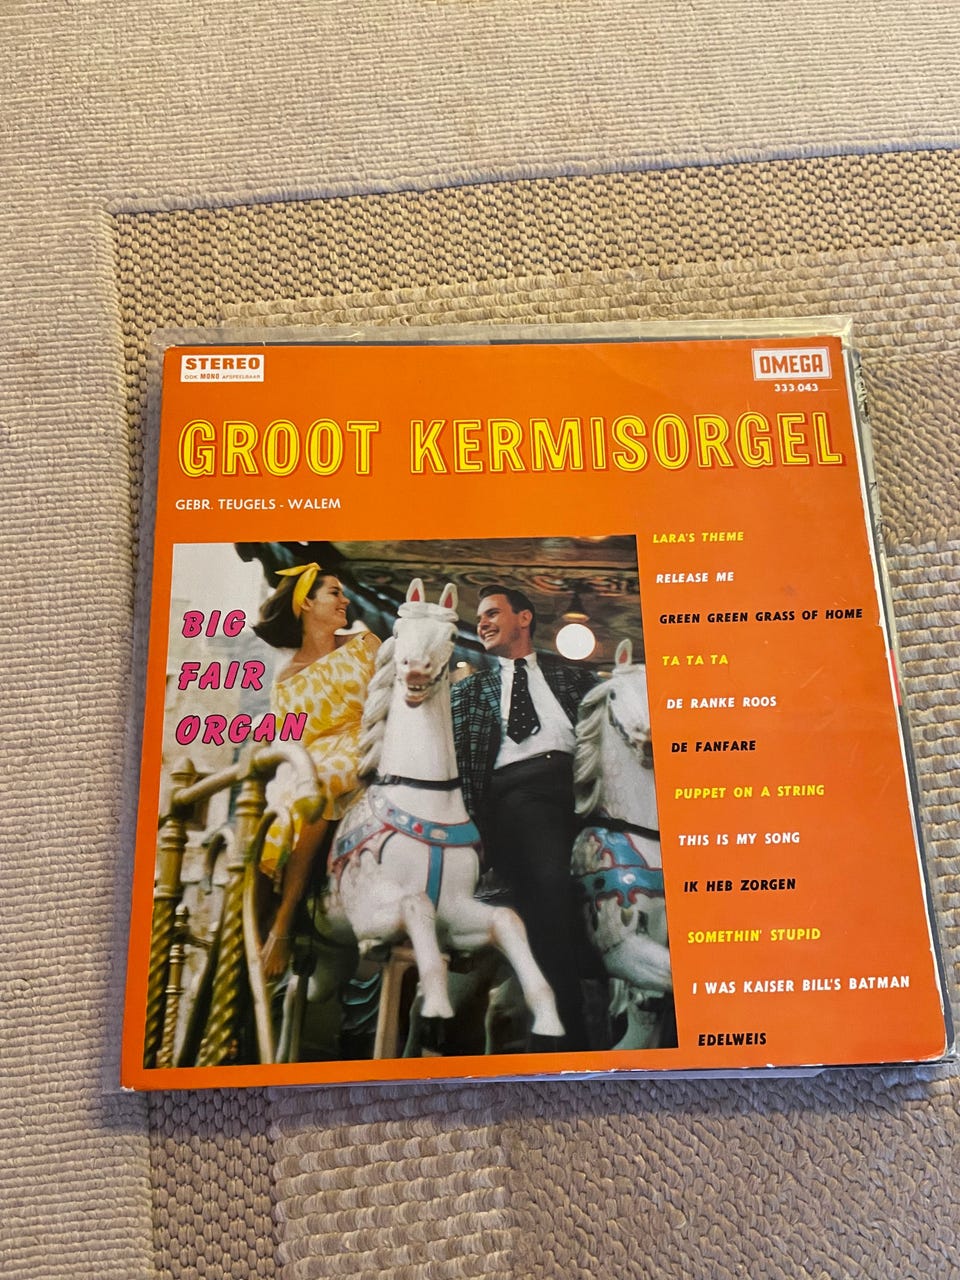 STEREO
OOK MONO AFSPEELBAAR
OMEGA
333.043
GROOT KERMISORGEL
GEBR. TEUGELS - WALEM
BIG
FAIR
ORGAN
LARA'S THEME
RELEASE ME
GREEN GREEN GRASS OF HOME
TA TA TA
DE RANKE ROOS
DE FANFARE
PUPPET ON A STRING
THIS IS MY SONG
IK HEB ZORGEN
SOMETHIN' STUPID
I WAS KAISER BILL'S BATMAN
EDELWEIS